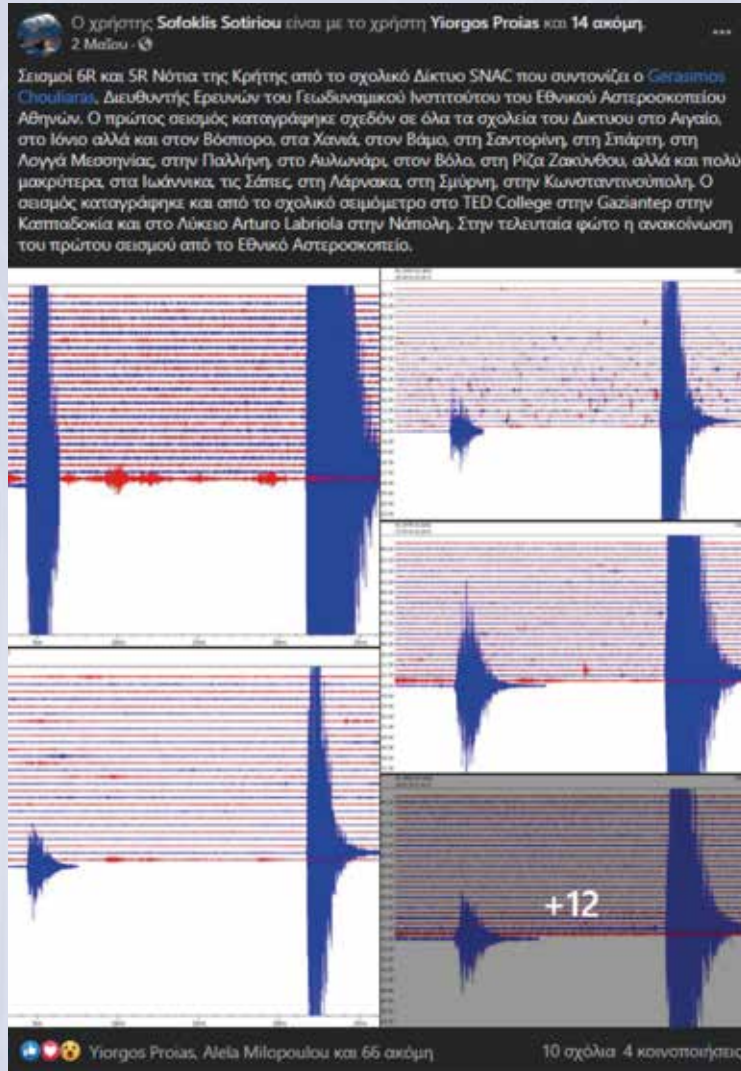 Ο χρήστης Sofoklis Sotiriou είναι με το χρήστη Yiorgos Proias και 14 ακόμη.
2 Μαΐου ·
Σεισμοί 6R και 5R Νότια της Κρήτης από το σχολικό Δίκτυο SNAC που συντονίζει ο Gerasimos
Chouliaras, Διευθυντής Ερευνών του Γεωδυναμικού Ινστιτούτου του Εθνικού Αστεροσκοπείου
Αθηνών. Ο πρώτος σεισμός καταγράφηκε σχεδόν σε όλα τα σχολεία του Δικτυου στο Αιγαίο,
στο Ιόνιο αλλά και στον Βόσπορο, στα Χανιά, στον Βάμο, στη Σαντορίνη, στη Σπάρτη, στη
Λογγά Μεσσηνίας, στην Παλλήνη, στο Αυλωνάρι, στον Βόλο, στη Ρίζα Ζακύνθου, αλλά και πολύ
μακρύτερα, στα Ιωάννικα, τις Σάπες, στη Λάρνακα, στη Σμύρνη, στην Κωνσταντινούπολη. Ο
σεισμός καταγράφηκε και από το σχολικό σειμόμετρο στο TED College στην Gaziantep στην
Καππαδοκία και στο Λύκειο Arturo Labriola στην Νάπολη. Στην τελευταία φώτο η ανακοίνωση
του πρώτου σεισμού από το Εθνικό Αστεροσκοπείο.
+12
Yiorgos Proias, Alela Milopoulou και 66 ακόμη 10 σχόλια 4 κοινοποιήσεις